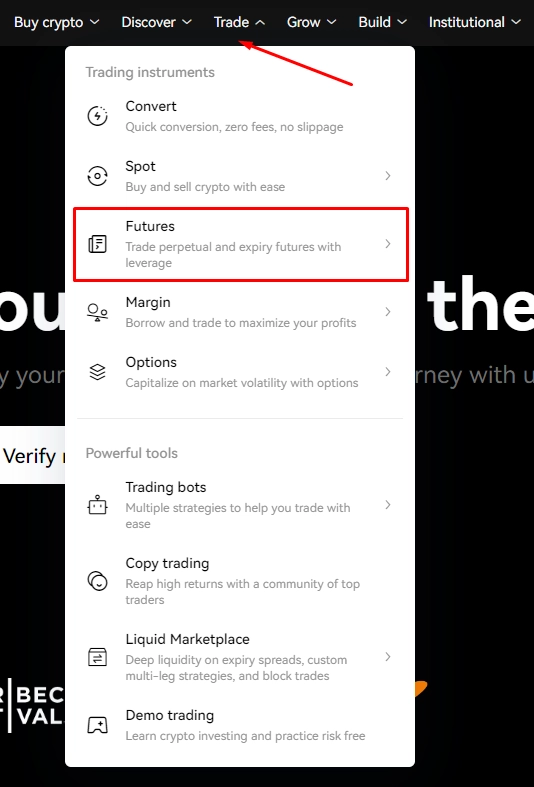 Buy crypto Discover Trade Grow Build Institutional
Trading instruments
Convert
Quick conversion, zero fees, no slippage
Spot
Buy and sell crypto with ease
Futures
Trade perpetual and expiry futures with
leverage
Margin
Borrow and trade to maximize your profits
Options
Capitalize on market volatility with options
ou the
y your rney with u
Verify
Powerful tools
Trading bots
Multiple strategies to help you trade with
ease
Copy trading
Reap high returns with a community of top
traders
Liquid Marketplace
Deep liquidity on expiry spreads, custom
multi-leg strategies, and block trades
R BEC
T VAL
Demo trading
Learn crypto investing and practice risk free